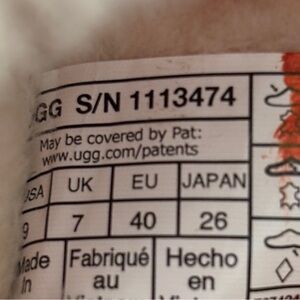 UGG S/N 1113474
May be covered by Pat:
www.ugg.com/patents
USA UK EU JAPAN
9 7 40 26
Made Fabriqué Hecho
In au en